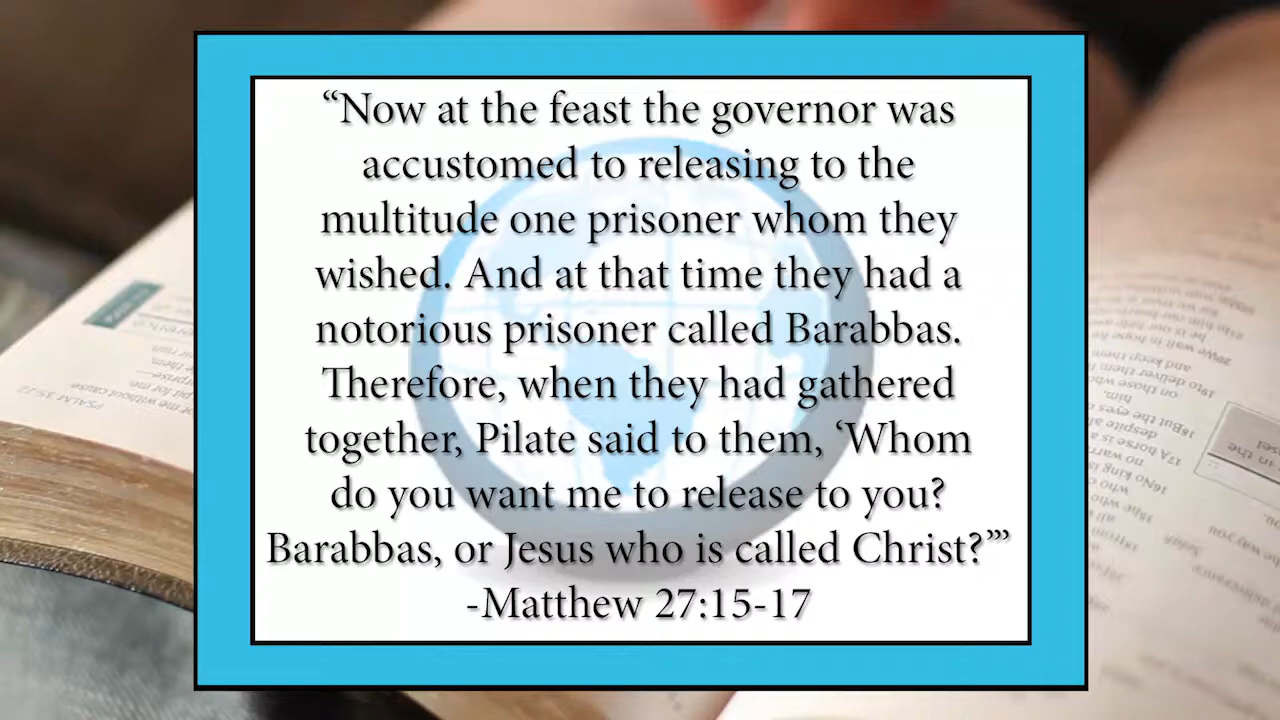 “Now at the feast the governor was
accustomed to releasing to the
multitude one prisoner whom they
wished. And at that time they had a
notorious prisoner called Barabbas.
Therefore, when they had gathered
together, Pilate said to them, ‘Whom
do you want me to release to you?
Barabbas, or Jesus who is called Christ?’”
-Matthew 27:15-17
PSALM 35:22